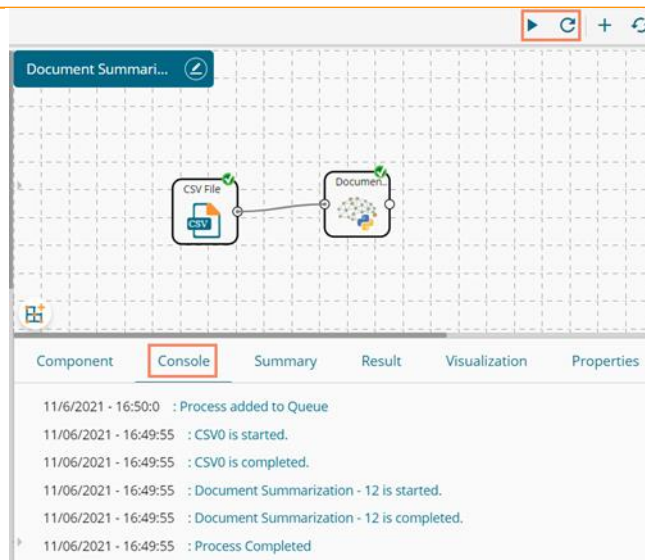 Document Summari...
CSV File
CSV
Documen..
Component Console Summary Result Visualization Properties
11/6/2021 - 16:50:0 : Process added to Queue
11/06/2021 - 16:49:55 : CSV0 is started.
11/06/2021 - 16:49:55 : CSV0 is completed.
11/06/2021 - 16:49:55 : Document Summarization - 12 is started.
11/06/2021 - 16:49:55 : Document Summarization - 12 is completed.
11/06/2021 - 16:49:55 : Process Completed